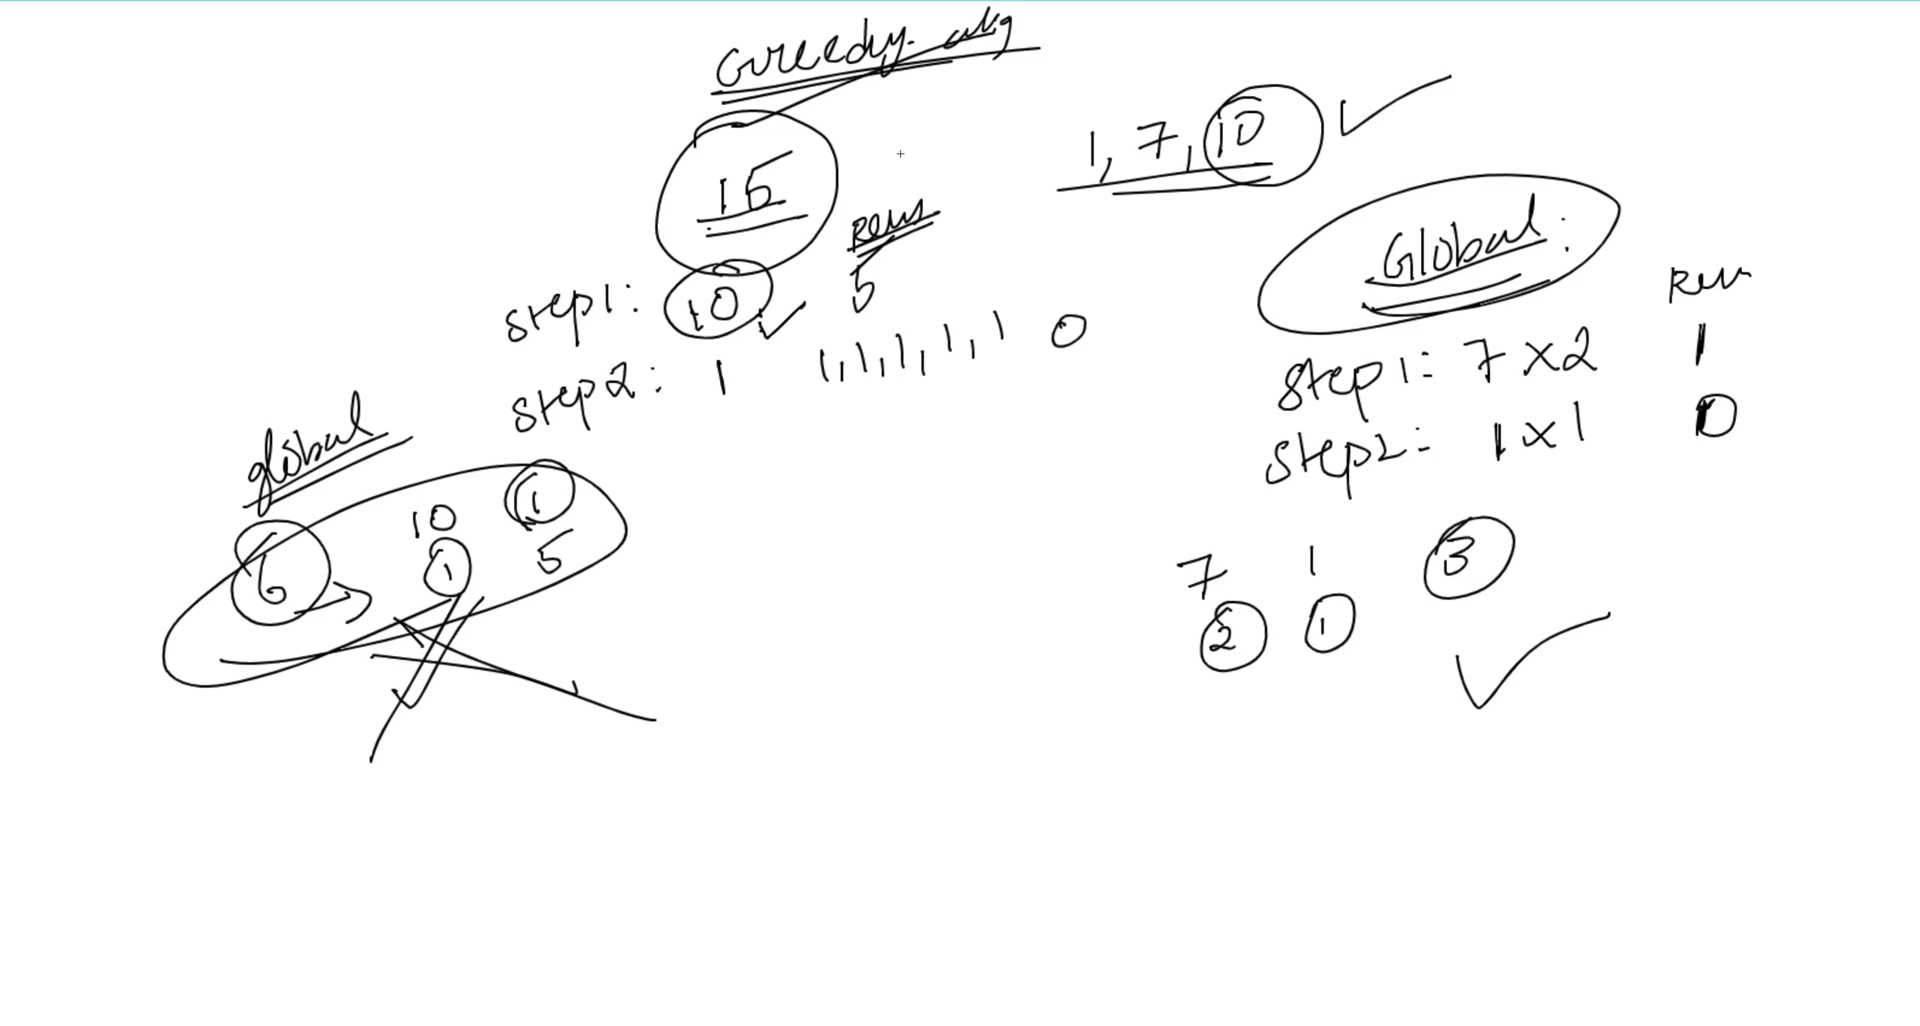 Greedy alg
15
1, 7, 10
Rem
Step1: 10 5
Step2: 1 1, 1, 1, 1, 1 0
Global:
Rem
Step1: 7 x 2 1
Step2: 1 x 1 0
global
10 1
6 1 5
7 1 3
2 1